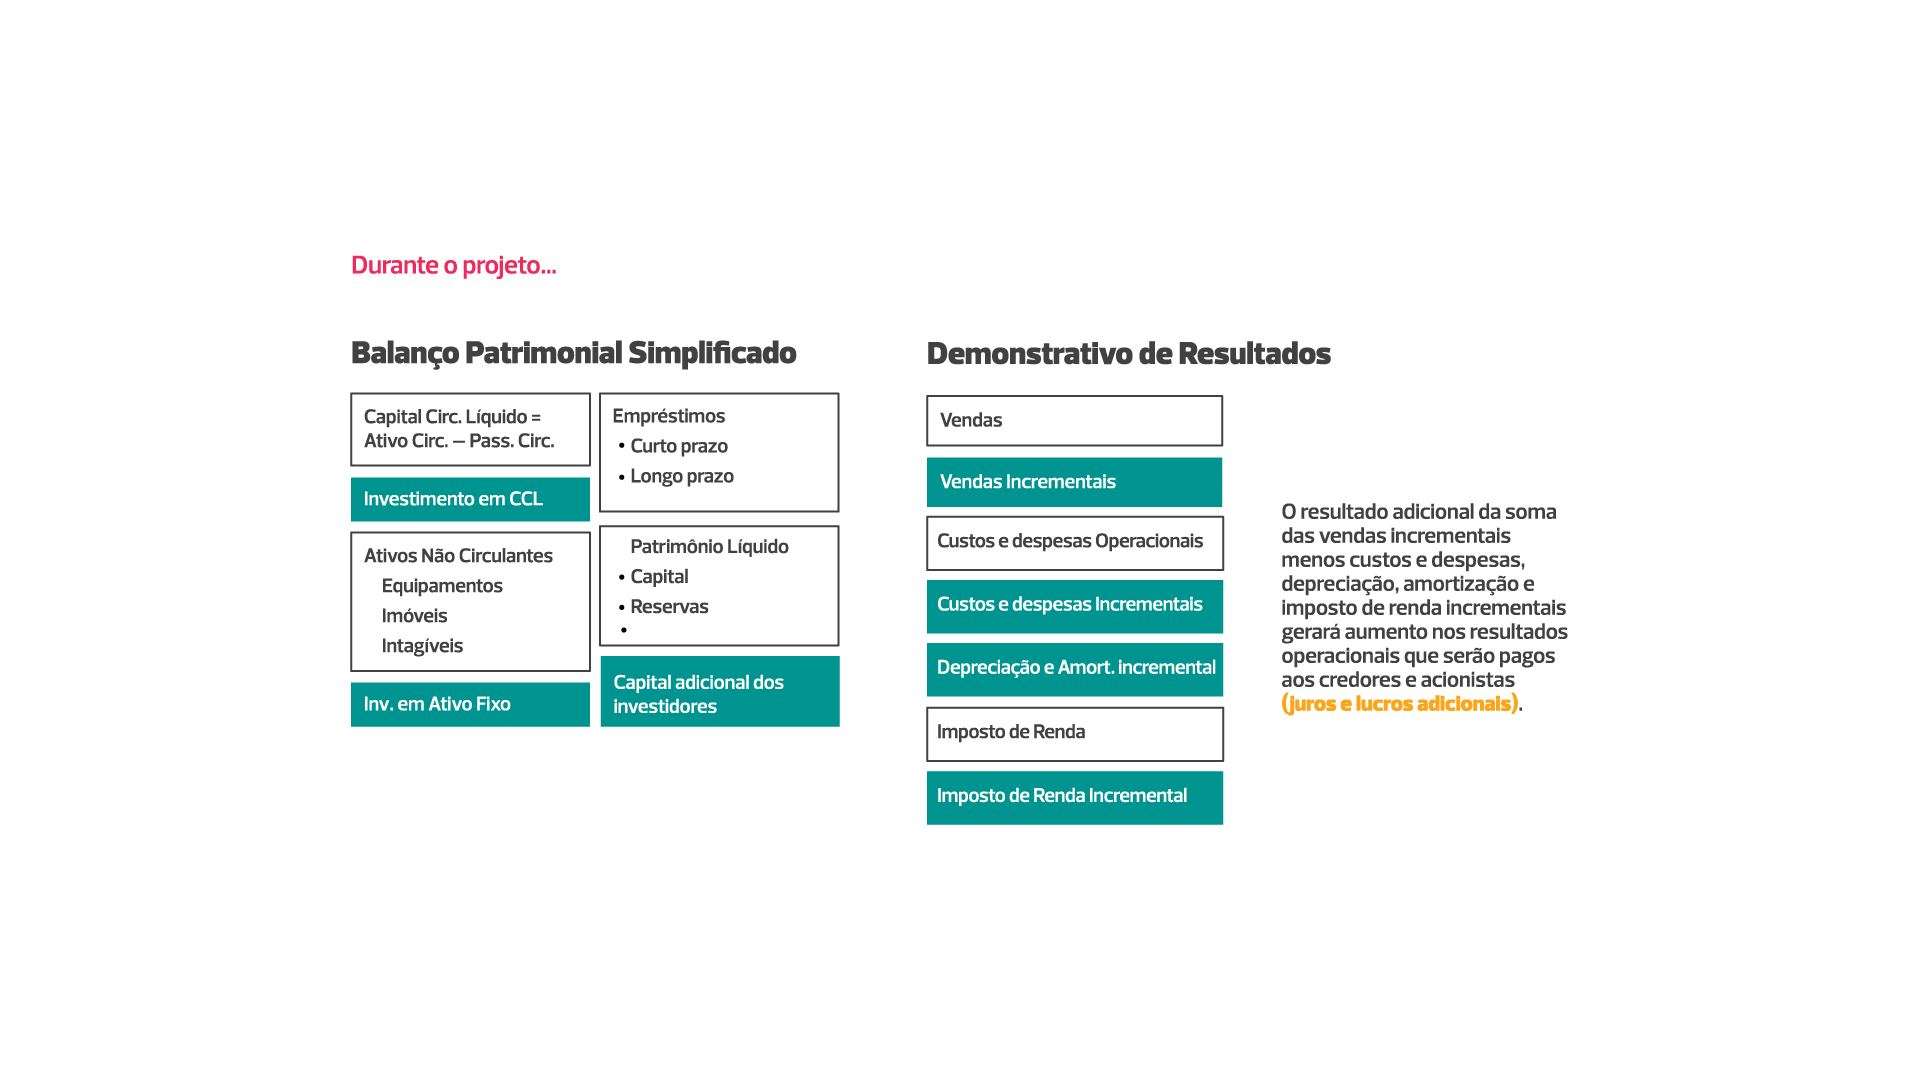 Durante o projeto...
Balanço Patrimonial Simplificado
Capital Circ. Líquido =
Ativo Circ. – Pass. Circ.
Investimento em CCL
Ativos Não Circulantes
Equipamentos
Imóveis
Intagíveis
Inv. em Ativo Fixo
Empréstimos
• Curto prazo
• Longo prazo
Patrimônio Líquido
• Capital
• Reservas
•
Capital adicional dos
investidores
Demonstrativo de Resultados
Vendas
Vendas Incrementais
Custos e despesas Operacionais
Custos e despesas Incrementais
Depreciação e Amort. incremental
Imposto de Renda
Imposto de Renda Incremental
O resultado adicional da soma
das vendas incrementais
menos custos e despesas,
depreciação, amortização e
imposto de renda incrementais
gerará aumento nos resultados
operacionais que serão pagos
aos credores e acionistas
(juros e lucros adicionais).